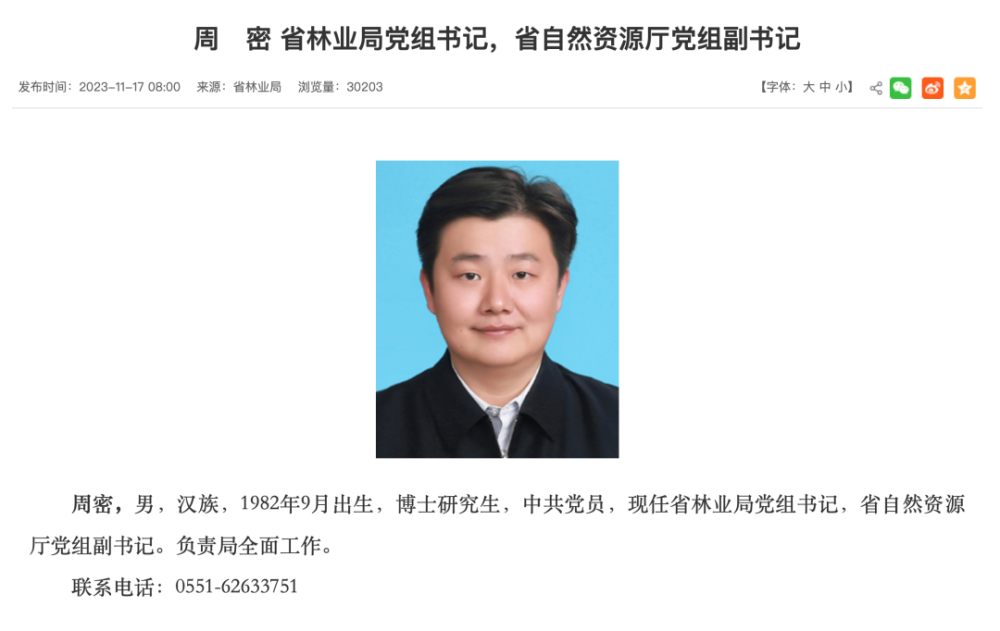 周　密 省林业局党组书记，省自然资源厅党组副书记
发布时间：2023-11-17 08:00 来源：省林业局 浏览量：30203 【字体：大 中 小】
周密，男，汉族，1982年9月出生，博士研究生，中共党员，现任省林业局党组书记，省自然资源
厅党组副书记。负责局全面工作。
联系电话：0551-62633751